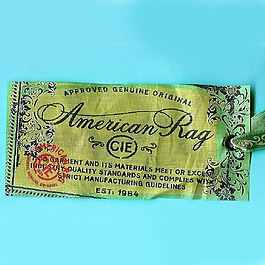 APPROVED GENUINE ORIGINAL
American Rag
CIE
THIS GARMENT AND ITS MATERIALS MEET OR EXCEED
INDUSTRY QUALITY STANDARDS AND COMPLIES WITH
STRICT MANUFACTURING GUIDELINES
EST. 1984